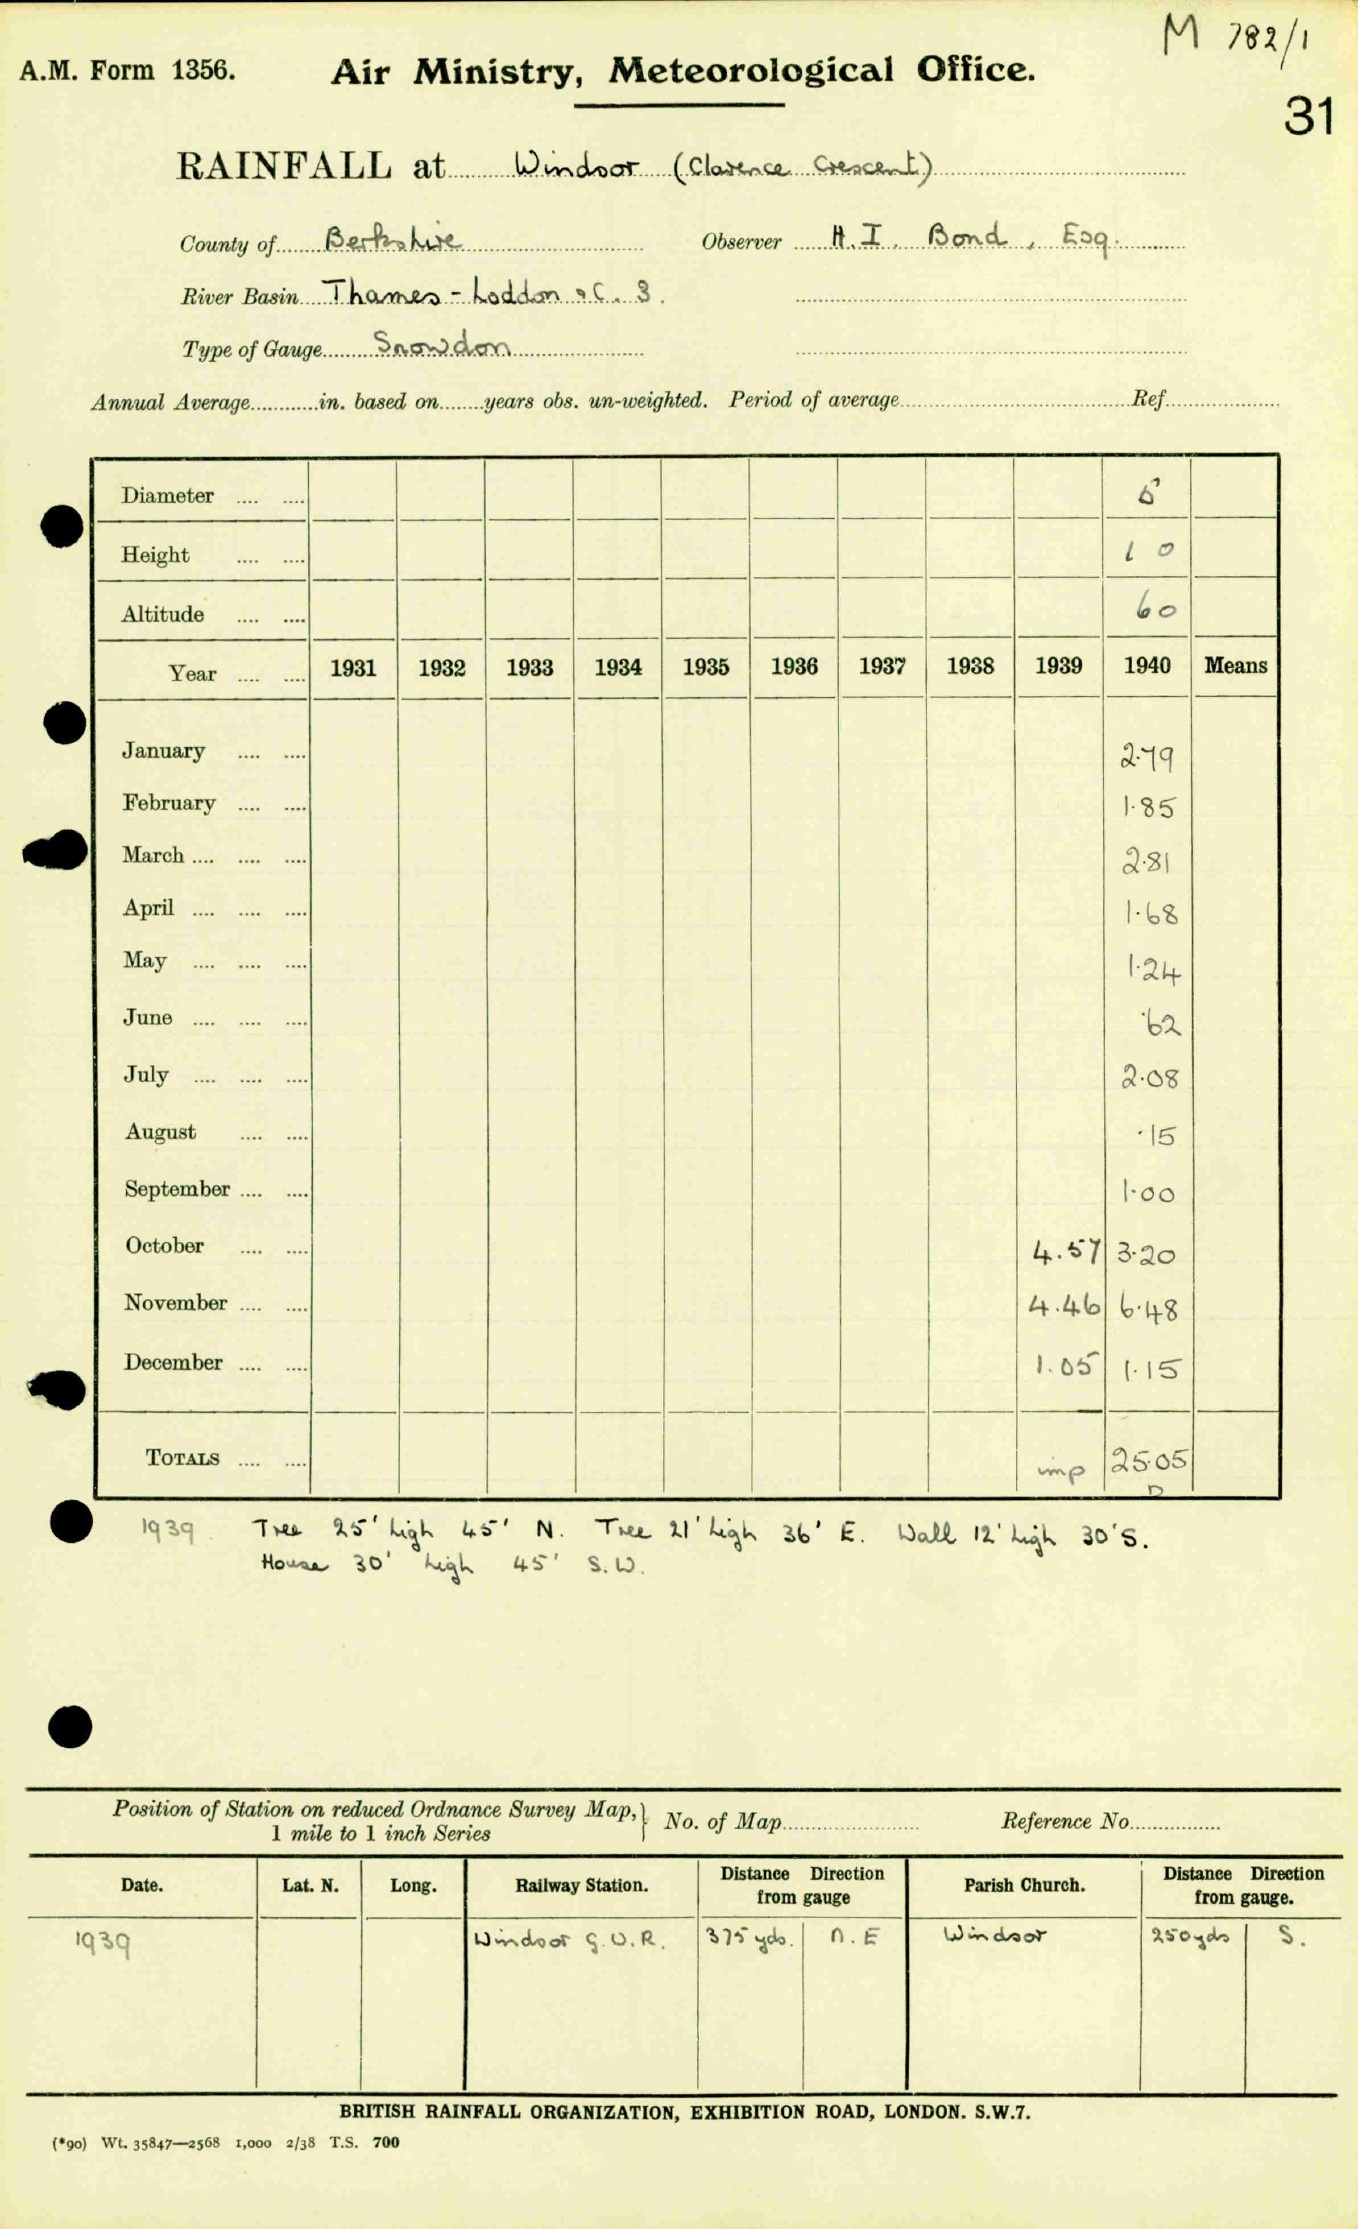 M 782/1
A.M. Form 1356. Air Ministry, Meteorological Office.
31
RAINFALL at Windsor (Clarence Crescent)
County of Berkshire Observer H. I. Bond, Esq.
River Basin Thames - Loddon &C. 3.
Type of Gauge Snowdon
Annual Average in. based on years obs. un-weighted. Period of average Ref
Diameter 5
Height 1 0
Altitude 60
Year 1931 1932 1933 1934 1935 1936 1937 1938 1939 1940 Means
January 2.79
February 1.85
March 2.81
April 1.68
May 1.24
June .62
July 2.08
August .15
September 1.00
October 4.57 3.20
November 4.46 6.48
December 1.05 1.15
TOTALS imp 25.05
D
1939 Tree 25' high 45' N. Tree 21' high 36' E. Wall 12' high 30' S.
House 30' high 45' S.W.
Position of Station on reduced Ordnance Survey Map, } No. of Map Reference No
1 mile to 1 inch Series
Date. Lat. N. Long. Railway Station. Distance Direction from gauge Parish Church. Distance Direction from gauge.
1939 Windsor G.W.R. 375 yds. N.E Windsor 250 yds S.
BRITISH RAINFALL ORGANIZATION, EXHIBITION ROAD, LONDON. S.W.7.
(*90) Wt. 35847—2568 1,000 2/38 T.S. 700